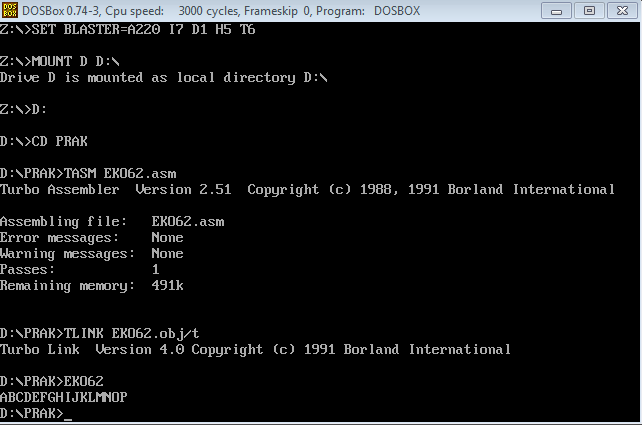 DOS BOX DOSBox 0.74-3, Cpu speed: 3000 cycles, Frameskip 0, Program: DOSBOX
Z:\>SET BLASTER=A220 I7 D1 H5 T6
Z:\>MOUNT D D:\
Drive D is mounted as local directory D:\
Z:\>D:
D:\>CD PRAK
D:\PRAK>TASM EKO62.asm
Turbo Assembler Version 2.51 Copyright (c) 1988, 1991 Borland International
Assembling file: EKO62.asm
Error messages: None
Warning messages: None
Passes: 1
Remaining memory: 491k
D:\PRAK>TLINK EKO62.obj/t
Turbo Link Version 4.0 Copyright (c) 1991 Borland International
D:\PRAK>EKO62
ABCDEFGHIJKLMNOP
D:\PRAK>_